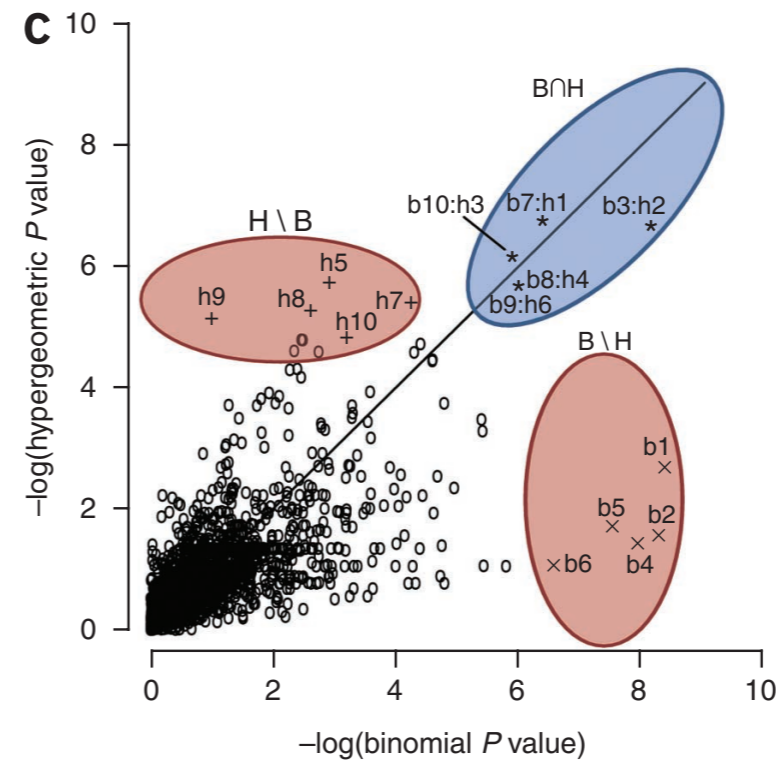 C
10
8
6
4
2
0
–log(hypergeometric P value)
B∩H
b10:h3
b7:h1
b3:h2
b8:h4
b9:h6
H \ B
h5
h9
h8
h7
h10
B \ H
b1
b5
b2
b6
b4
0 2 4 6 8 10
–log(binomial P value)